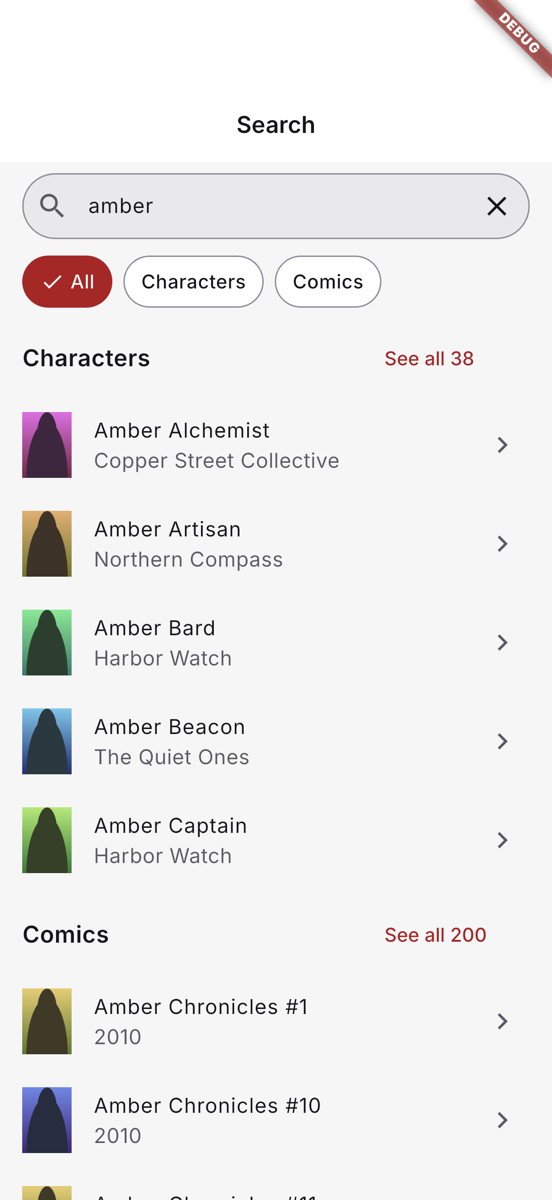 DEBUG
Search
amber
All
Characters
Comics
Characters
See all 38
Amber Alchemist
Copper Street Collective
Amber Artisan
Northern Compass
Amber Bard
Harbor Watch
Amber Beacon
The Quiet Ones
Amber Captain
Harbor Watch
Comics
See all 200
Amber Chronicles #1
2010
Amber Chronicles #10
2010